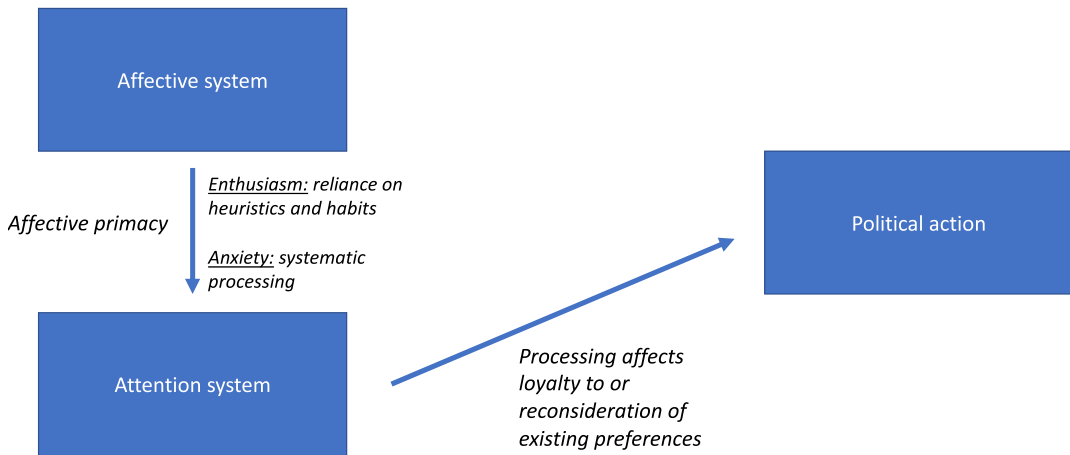 Affective system
Enthusiasm: reliance on
heuristics and habits
Affective primacy
Anxiety: systematic
processing
Political action
Attention system
Processing affects
loyalty to or
reconsideration of
existing preferences